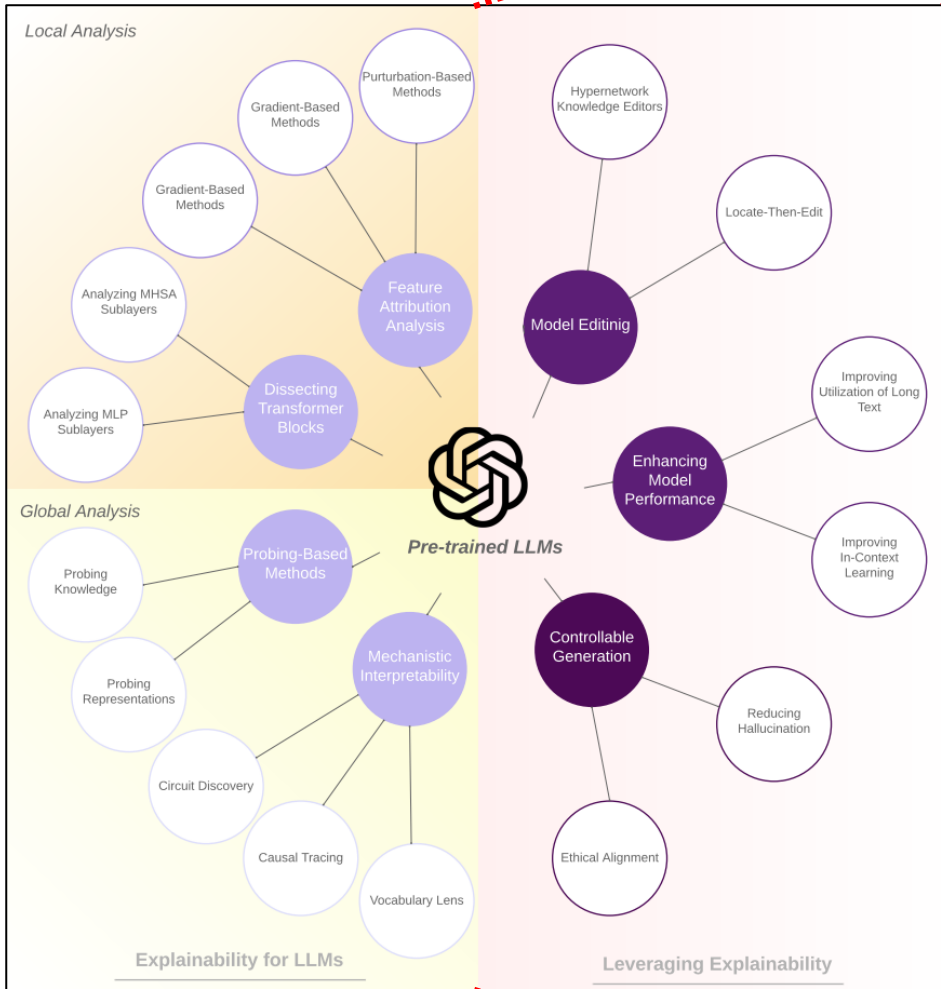 Local Analysis
Purturbation-Based
Methods
Gradient-Based
Methods
Gradient-Based
Methods
Analyzing MHSA
Sublayers
Analyzing MLP
Sublayers
Feature
Attribution
Analysis
Dissecting
Transformer
Blocks
Global Analysis
Probing-Based
Methods
Probing
Knowledge
Probing
Representations
Mechanistic
Interpretability
Circuit Discovery
Causal Tracing
Vocabulary Lens
Explainability for LLMs
Pre-trained LLMs
Hypernetwork
Knowledge Editors
Locate-Then-Edit
Model Editinig
Improving
Utilization of Long
Text
Enhancing
Model
Performance
Improving
In-Context
Learning
Controllable
Generation
Reducing
Hallucination
Ethical Alignment
Leveraging Explainability